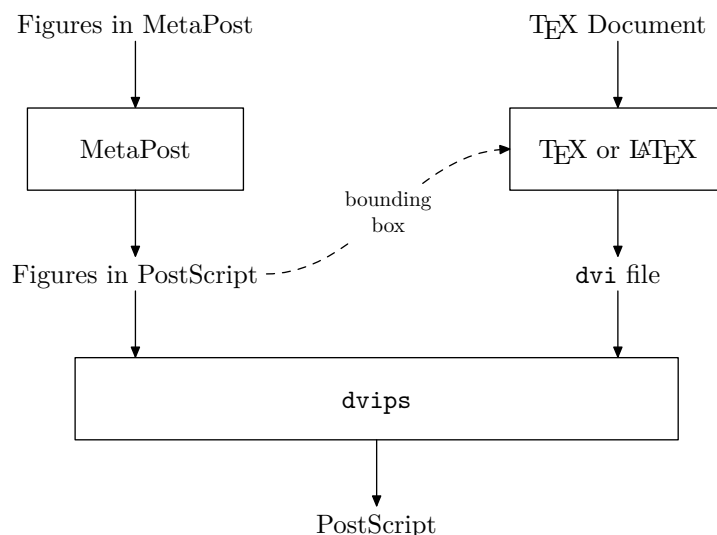 Figures in MetaPost
TEX Document
MetaPost
TEX or LATEX
bounding
box
Figures in PostScript
dvi file
dvips
PostScript